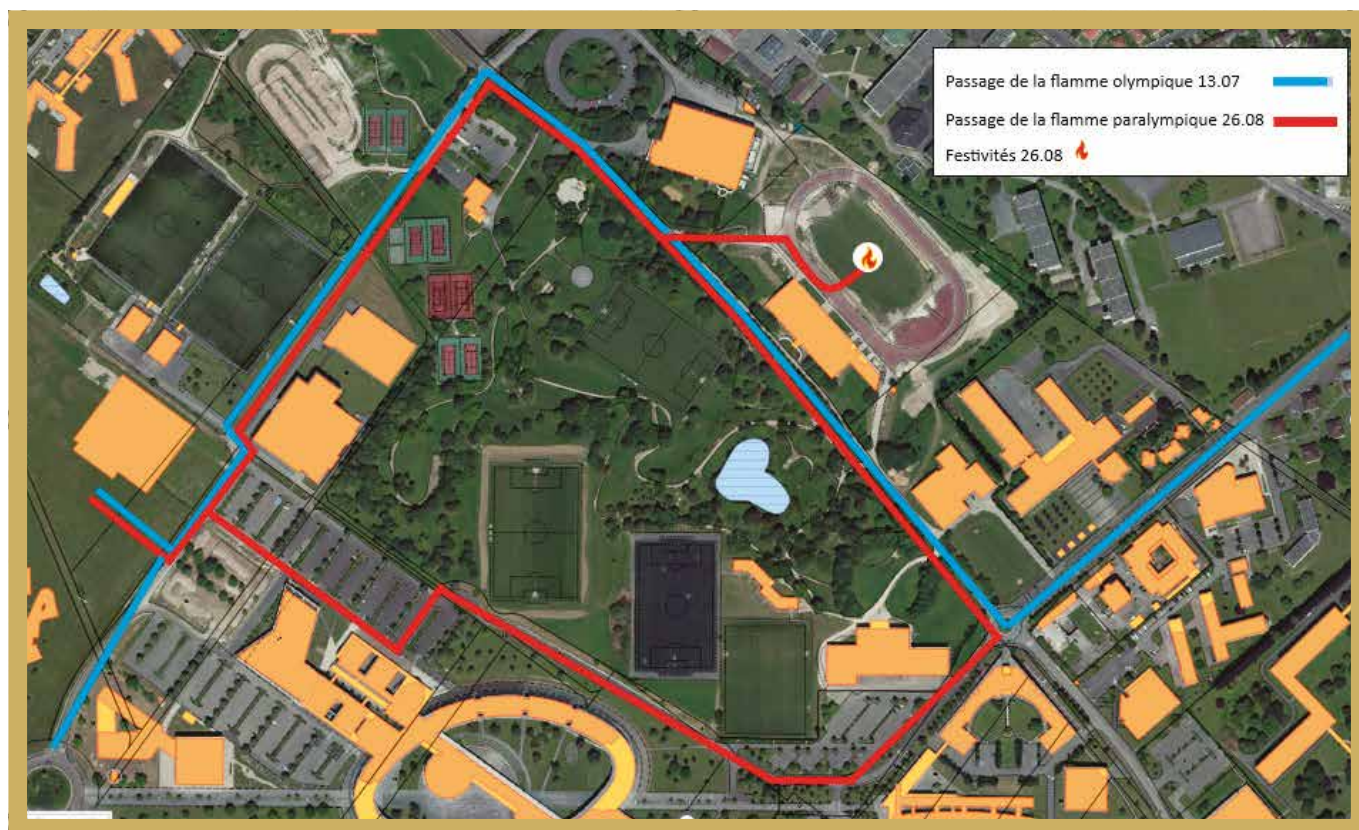 Passage de la flamme olympique 13.07
Passage de la flamme paralympique 26.08
Festivités 26.08